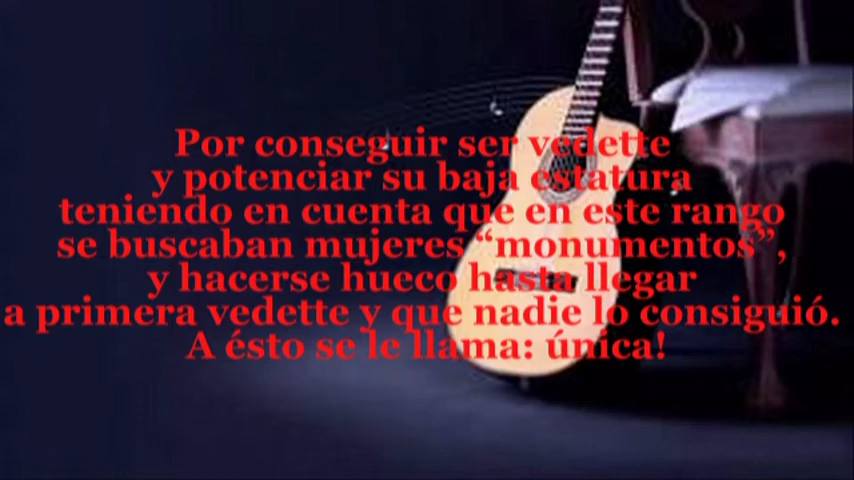 Por conseguir ser vedette
y potenciar su baja estatura
teniendo en cuenta que en este rango
se buscaban mujeres “monumentos”,
y hacerse hueco hasta llegar
a primera vedette y que nadie lo consiguió.
A ésto se le llama: única!